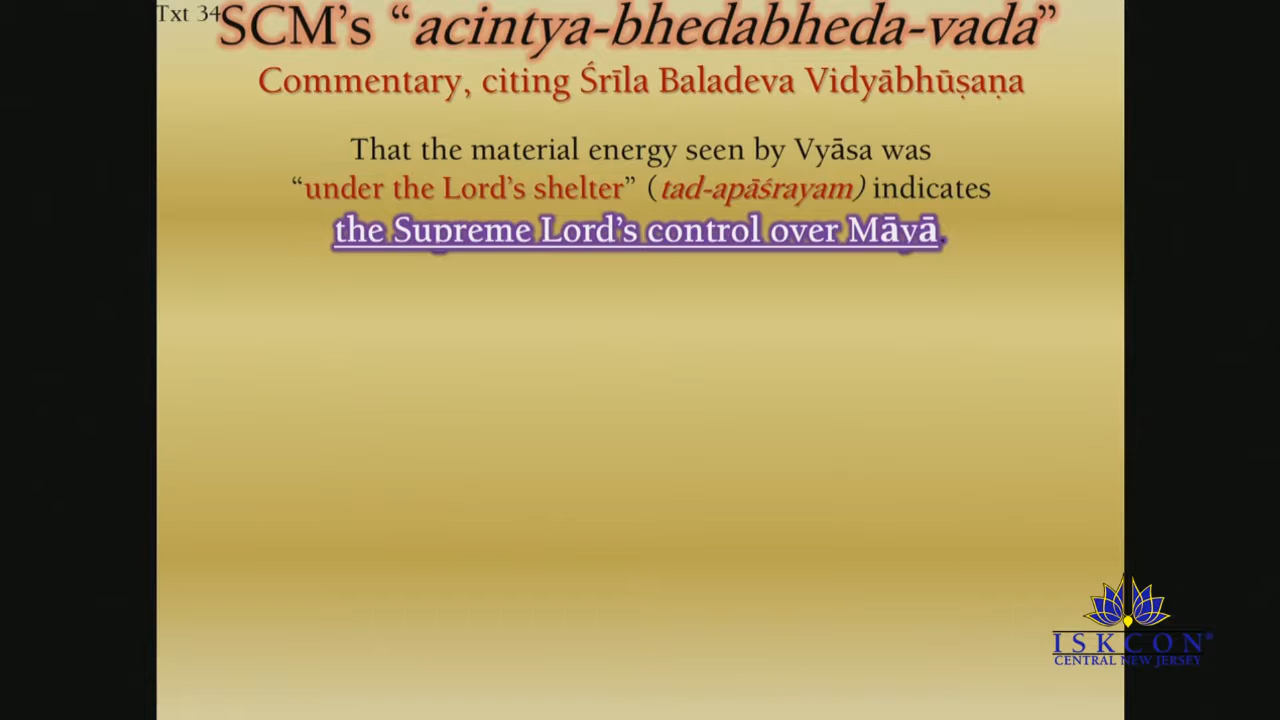 Txt 34
SCM’s “acintya-bhedabheda-vada”
Commentary, citing Śrīla Baladeva Vidyābhūṣaṇa
That the material energy seen by Vyāsa was
“under the Lord’s shelter” (tad-apāśrayam) indicates
the Supreme Lord’s control over Māyā.
ISKCON®
CENTRAL NEW JERSEY